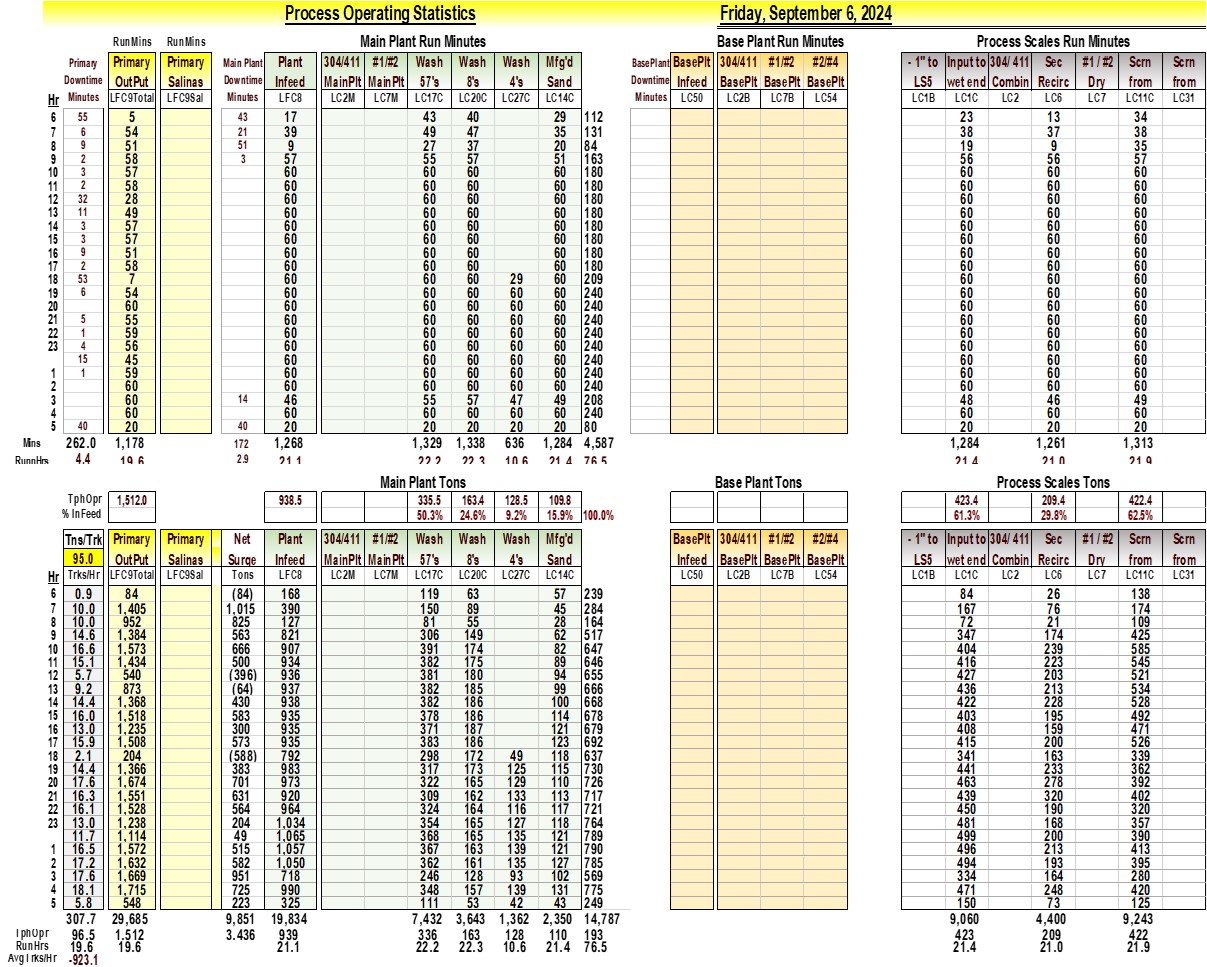 Process Operating Statistics Friday, September 6, 2024
RunMins RunMins Main Plant Run Minutes Base Plant Run Minutes Process Scales Run Minutes
Primary Primary Primary Main Plant Plant 304/411 #1/#2 Wash Wash Wash Mfg'd BasePlant BasePlt 304/411 #1/#2 #2/#4 - 1" to Input to 304/ 411 Sec #1 / #2 Scrn Scrn
Downtime OutPut Salinas Downtime Infeed MainPlt MainPlt 57's 8's 4's Sand Downtime Infeed BasePlt BasePlt BasePlt LS5 wet end Combin Recirc Dry from from
Hr Minutes LFC9Total LFC9Sal Minutes LFC8 LC2M LC7M LC17C LC20C LC27C LC14C Minutes LC50 LC2B LC7B LC54 LC1B LC1C LC2 LC6 LC7 LC11C LC31
6 55 5 43 17 43 40 29 112 23 13 34
7 6 54 21 39 49 47 35 131 38 37 38
8 9 51 51 9 27 37 20 84 19 9 35
9 2 58 3 57 55 57 51 163 56 56 57
10 3 57 60 60 60 60 180 60 60 60
11 2 58 60 60 60 60 180 60 60 60
12 32 28 60 60 60 60 180 60 60 60
13 11 49 60 60 60 60 180 60 60 60
14 3 57 60 60 60 60 180 60 60 60
15 3 57 60 60 60 60 180 60 60 60
16 9 51 60 60 60 60 180 60 60 60
17 2 58 60 60 60 60 180 60 60 60
18 53 7 60 60 60 29 60 209 60 60 60
19 6 54 60 60 60 60 60 240 60 60 60
20 60 60 60 60 60 60 240 60 60 60
21 5 55 60 60 60 60 60 240 60 60 60
22 1 59 60 60 60 60 60 240 60 60 60
23 4 56 60 60 60 60 60 240 60 60 60
15 45 60 60 60 60 60 240 60 60 60
1 1 59 60 60 60 60 60 240 60 60 60
2 60 60 60 60 60 60 240 60 60 60
3 60 14 46 55 57 47 49 208 48 46 49
4 60 60 60 60 60 60 240 60 60 60
5 40 20 40 20 20 20 20 20 80 20 20 20
Mins 262.0 1,178 172 1,268 1,329 1,338 636 1,284 4,587 1,284 1,261 1,313
RunnHrs 4.4 19.6 2.9 21.1 22.2 22.3 10.6 21.4 76.5 21.4 21.0 21.9
Main Plant Tons Base Plant Tons Process Scales Tons
TphOpr 1,512.0 938.5 335.5 163.4 128.5 109.8 423.4 209.4 422.4
% InFeed 50.3% 24.6% 9.2% 15.9% 100.0% 61.3% 29.8% 62.5%
Tns/Trk Primary Primary Net Plant 304/411 #1/#2 Wash Wash Wash Mfg'd BasePlt 304/411 #1/#2 #2/#4 - 1" to Input to 304/ 411 Sec #1 / #2 Scrn Scrn
95.0 OutPut Salinas Surge Infeed MainPlt MainPlt 57's 8's 4's Sand Infeed BasePlt BasePlt BasePlt LS5 wet end Combin Recirc Dry from from
Hr Trks/Hr LFC9Total LFC9Sal Tons LFC8 LC2M LC7M LC17C LC20C LC27C LC14C LC50 LC2B LC7B LC54 LC1B LC1C LC2 LC6 LC7 LC11C LC31
6 0.9 84 (84) 168 119 63 57 239 84 26 138
7 10.0 1,405 1,015 390 150 89 45 284 167 76 174
8 10.0 952 825 127 81 55 28 164 72 21 109
9 14.6 1,384 563 821 306 149 62 517 347 174 425
10 16.6 1,573 666 907 391 174 82 647 404 239 585
11 15.1 1,434 500 934 382 175 89 646 416 223 545
12 5.7 540 (396) 936 381 180 94 655 427 203 521
13 9.2 873 (64) 937 382 185 99 666 436 213 534
14 14.4 1,368 430 938 382 186 100 668 422 228 528
15 16.0 1,518 583 935 378 186 114 678 403 195 492
16 13.0 1,235 300 935 371 187 121 679 408 159 471
17 15.9 1,508 573 935 383 186 123 692 415 200 526
18 2.1 204 (588) 792 298 172 49 118 637 341 163 339
19 14.4 1,366 383 983 317 173 125 115 730 441 233 362
20 17.6 1,674 701 973 322 165 129 110 726 463 278 392
21 16.3 1,551 631 920 309 162 133 113 717 439 320 402
22 16.1 1,528 564 964 324 164 116 117 721 450 190 320
23 13.0 1,238 204 1,034 354 165 127 118 764 481 168 357
11.7 1,114 49 1,065 368 165 135 121 789 499 200 390
1 16.5 1,572 515 1,057 367 163 139 121 790 496 213 413
2 17.2 1,632 582 1,050 362 161 135 127 785 494 193 395
3 17.6 1,669 951 718 246 128 93 102 569 334 164 280
4 18.1 1,715 725 990 348 157 139 131 775 471 248 420
5 5.8 548 223 325 111 53 42 43 249 150 73 125
307.7 29,685 9,851 19,834 7,432 3,643 1,362 2,350 14,787 9,060 4,400 9,243
TphOpr 96.5 1.512 3.436 939 336 163 128 110 193 423 209 422
RunHrs 19.6 19.6 21.1 22.2 22.3 10.6 21.4 76.5 21.4 21.0 21.9
AvgTrks/Hr -923.1